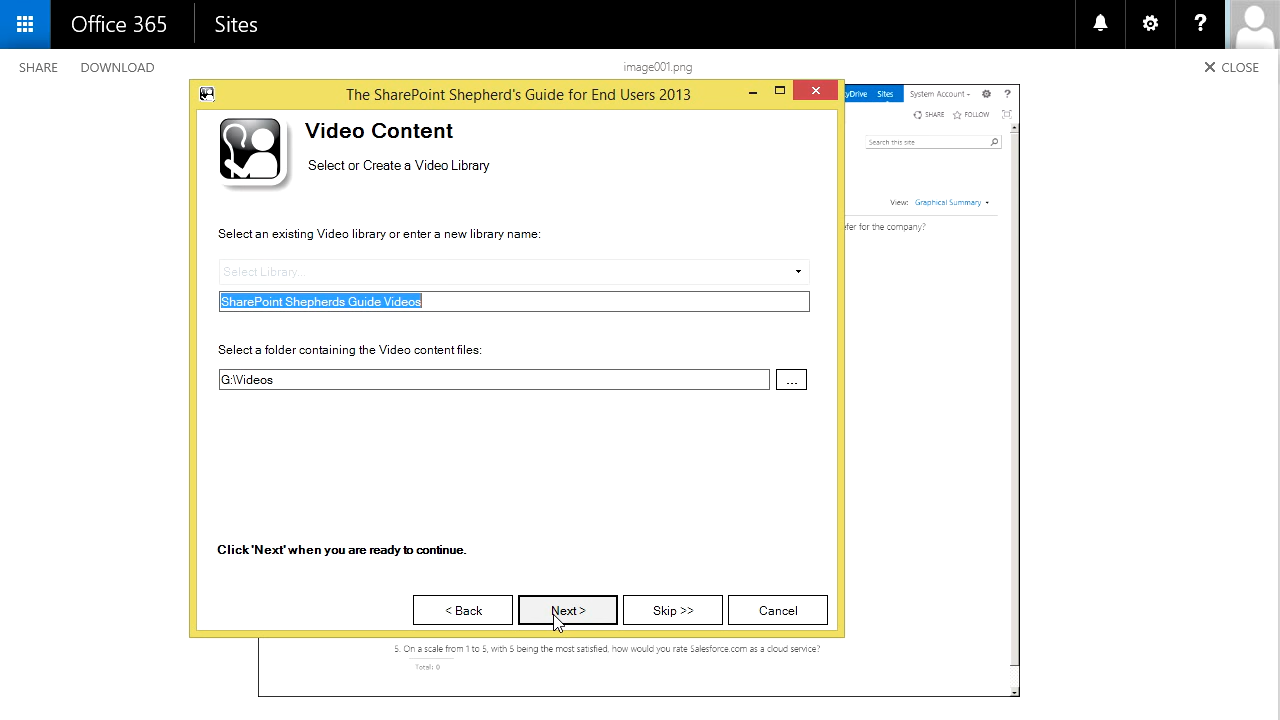 Office 365
Sites
?
SHARE
DOWNLOAD
image001.png
CLOSE
The SharePoint Shepherd's Guide for End Users 2013
Video Content
Select or Create a Video Library
Select an existing Video library or enter a new library name:
Select Library...
SharePoint Shepherds Guide Videos
Select a folder containing the Video content files:
G:\Videos
...
Click 'Next' when you are ready to continue.
< Back
Next >
Skip >>
Cancel
yDrive
Sites
System Account
?
SHARE
FOLLOW
Search this site
View: Graphical Summary
efer for the company?
5. On a scale from 1 to 5, with 5 being the most satisfied, how would you rate Salesforce.com as a cloud service?
Total: 0